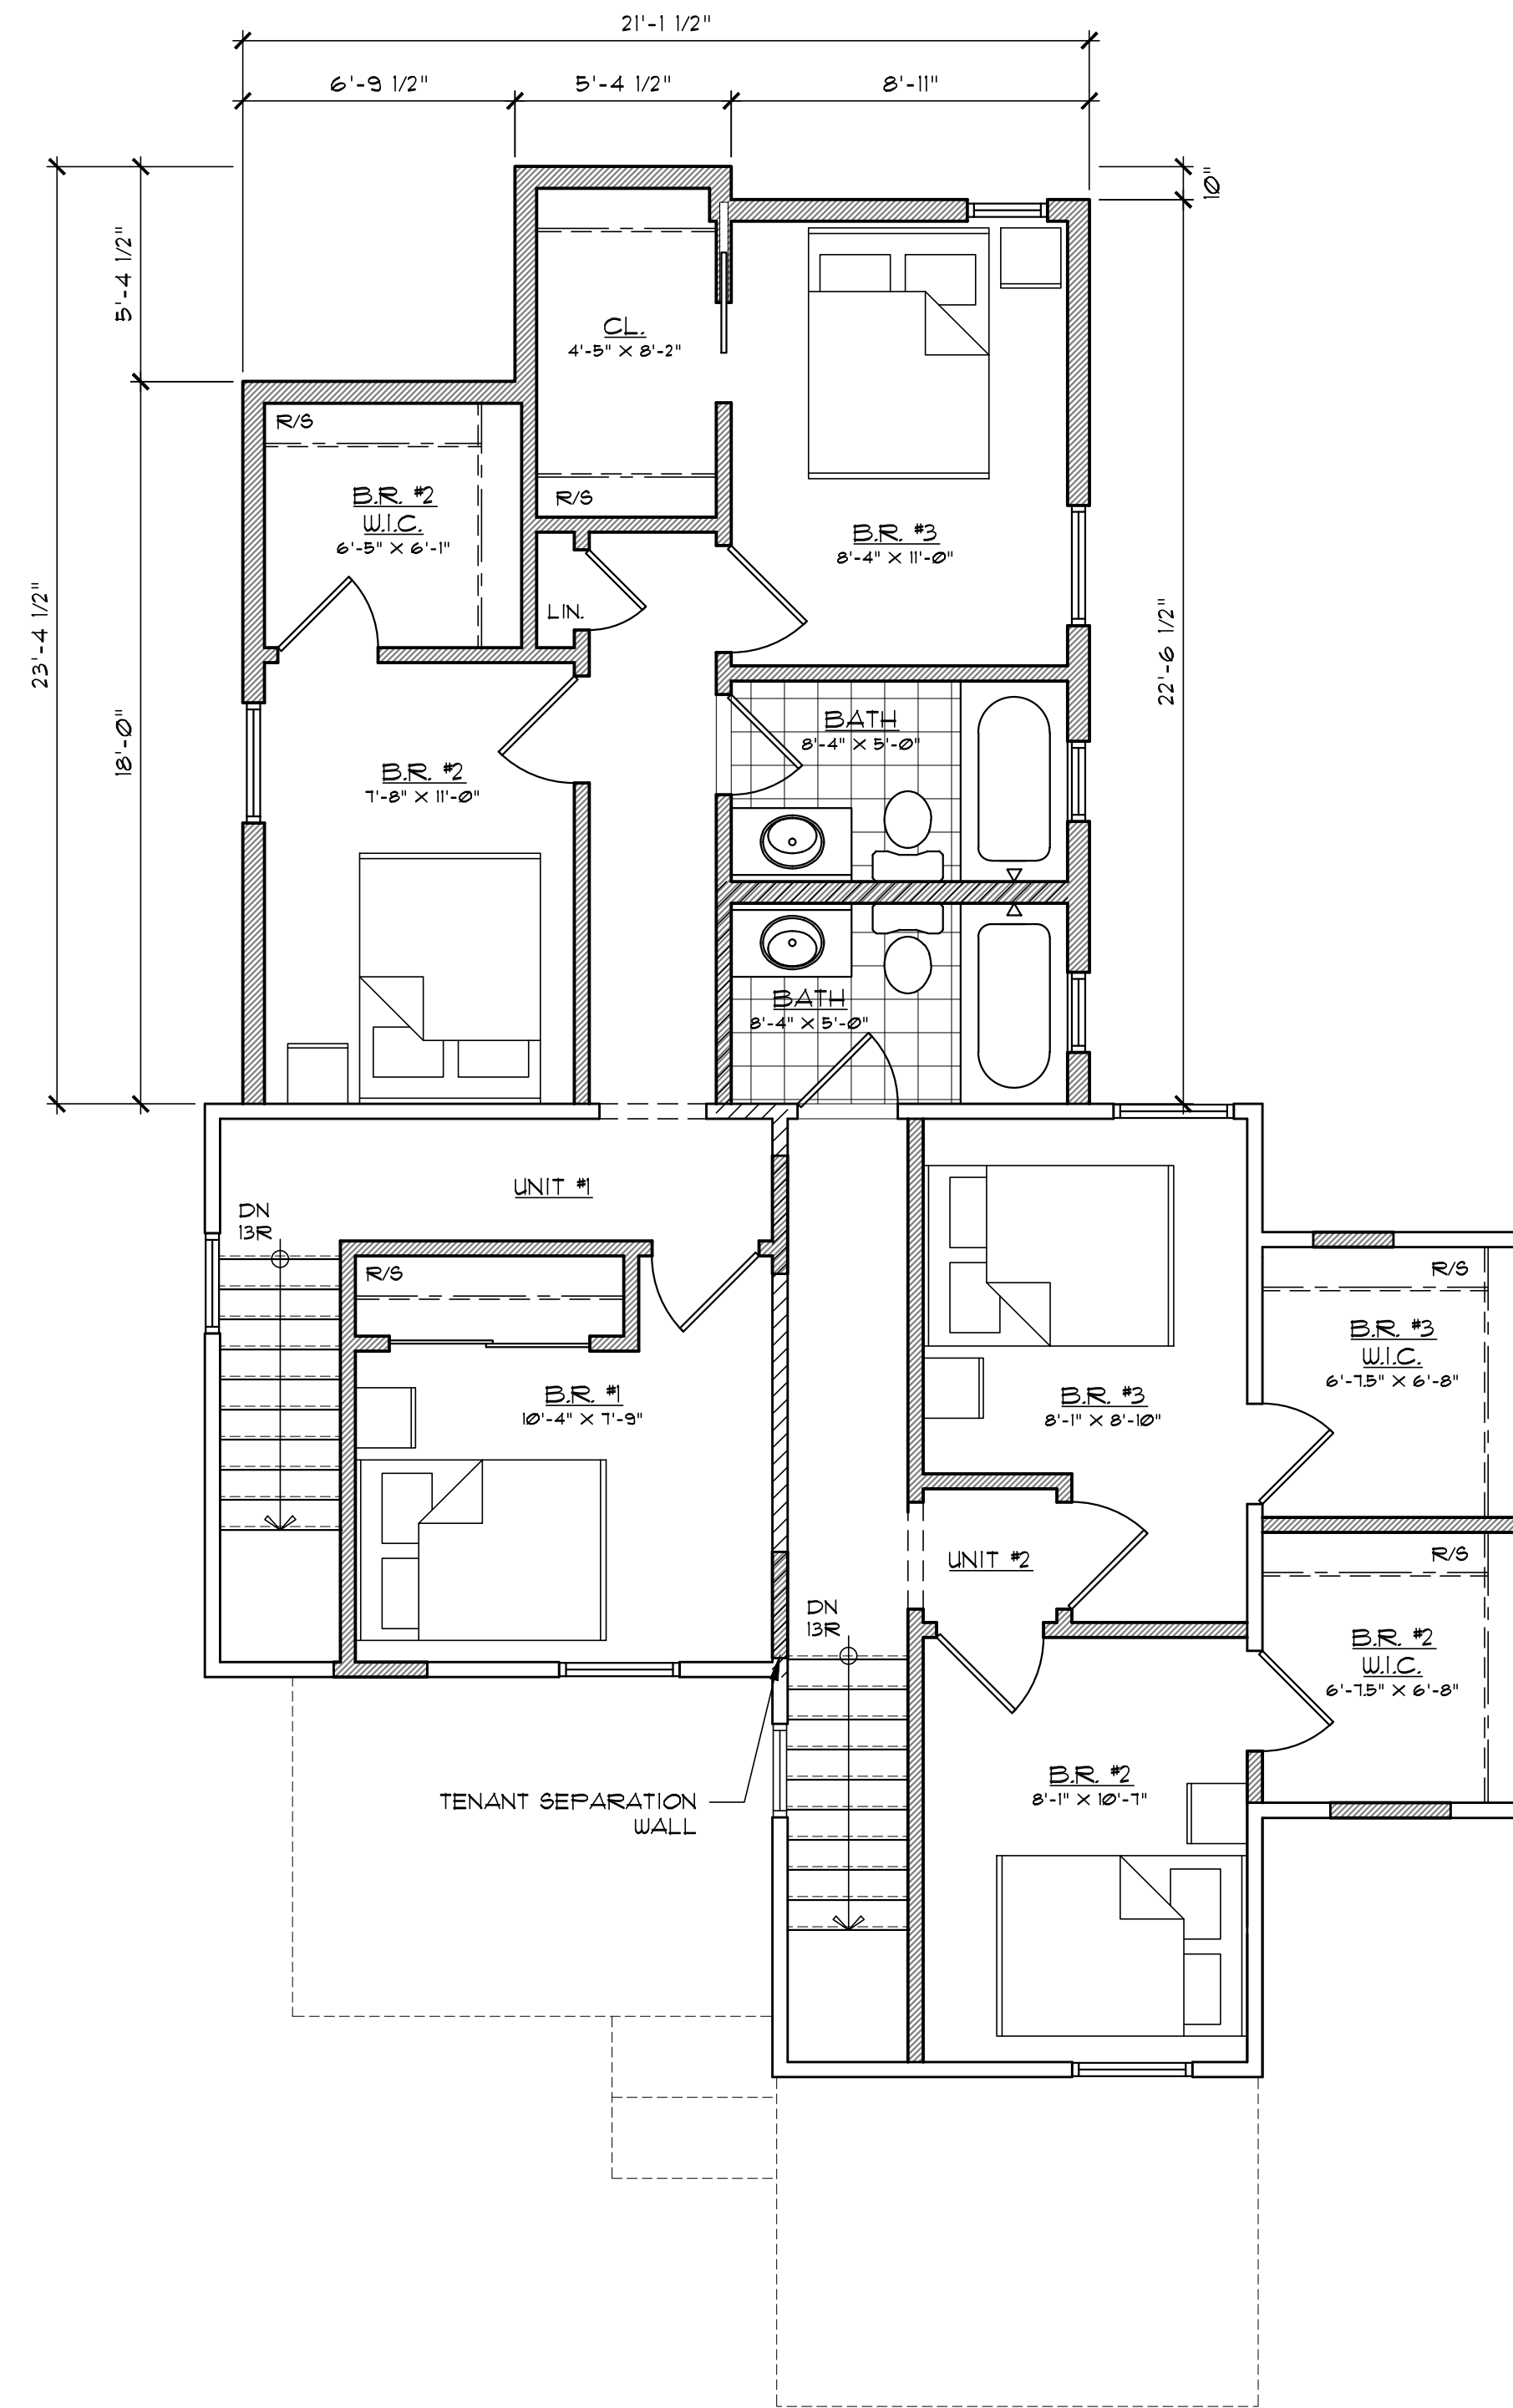 21'-1 1/2"
6'-9 1/2"
5'-4 1/2"
8'-11"
10"
5'-4 1/2"
23'-4 1/2"
18'-0"
22'-6 1/2"
CL.
4'-5" X 8'-2"
R/S
R/S
B.R. #2
W.I.C.
6'-5" X 6'-1"
B.R. #3
8'-4" X 11'-0"
LIN.
BATH
8'-4" X 5'-0"
B.R. #2
7'-8" X 11'-0"
BATH
8'-4" X 5'-0"
UNIT #1
DN
13R
R/S
B.R. #1
10'-4" X 7'-9"
R/S
B.R. #3
W.I.C.
6'-7.5" X 6'-8"
B.R. #3
8'-1" X 8'-10"
UNIT #2
R/S
DN
13R
B.R. #2
W.I.C.
6'-7.5" X 6'-8"
B.R. #2
8'-1" X 10'-7"
TENANT SEPARATION
WALL